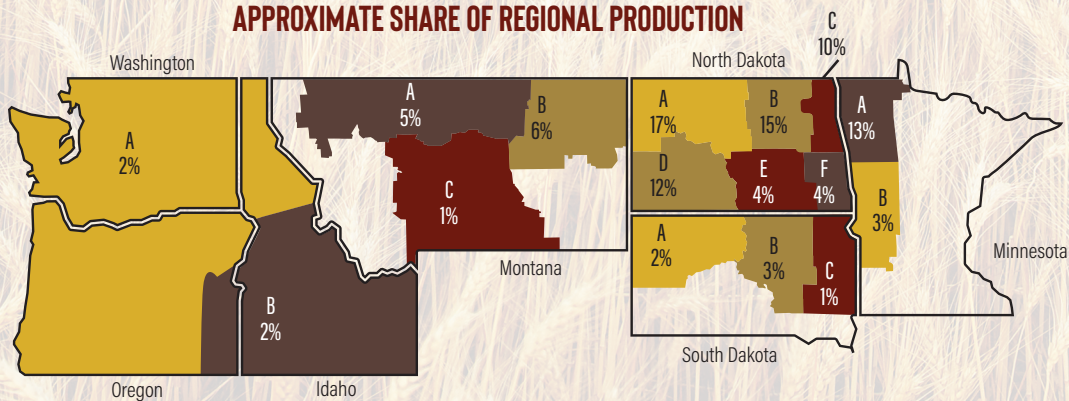 APPROXIMATE SHARE OF REGIONAL PRODUCTION
Washington
A
2%
B
2%
Oregon
Idaho
A
5%
B
6%
C
1%
Montana
North Dakota
A
17%
B
15%
C
10%
D
12%
E
4%
F
4%
A
2%
B
3%
C
1%
South Dakota
A
13%
B
3%
Minnesota